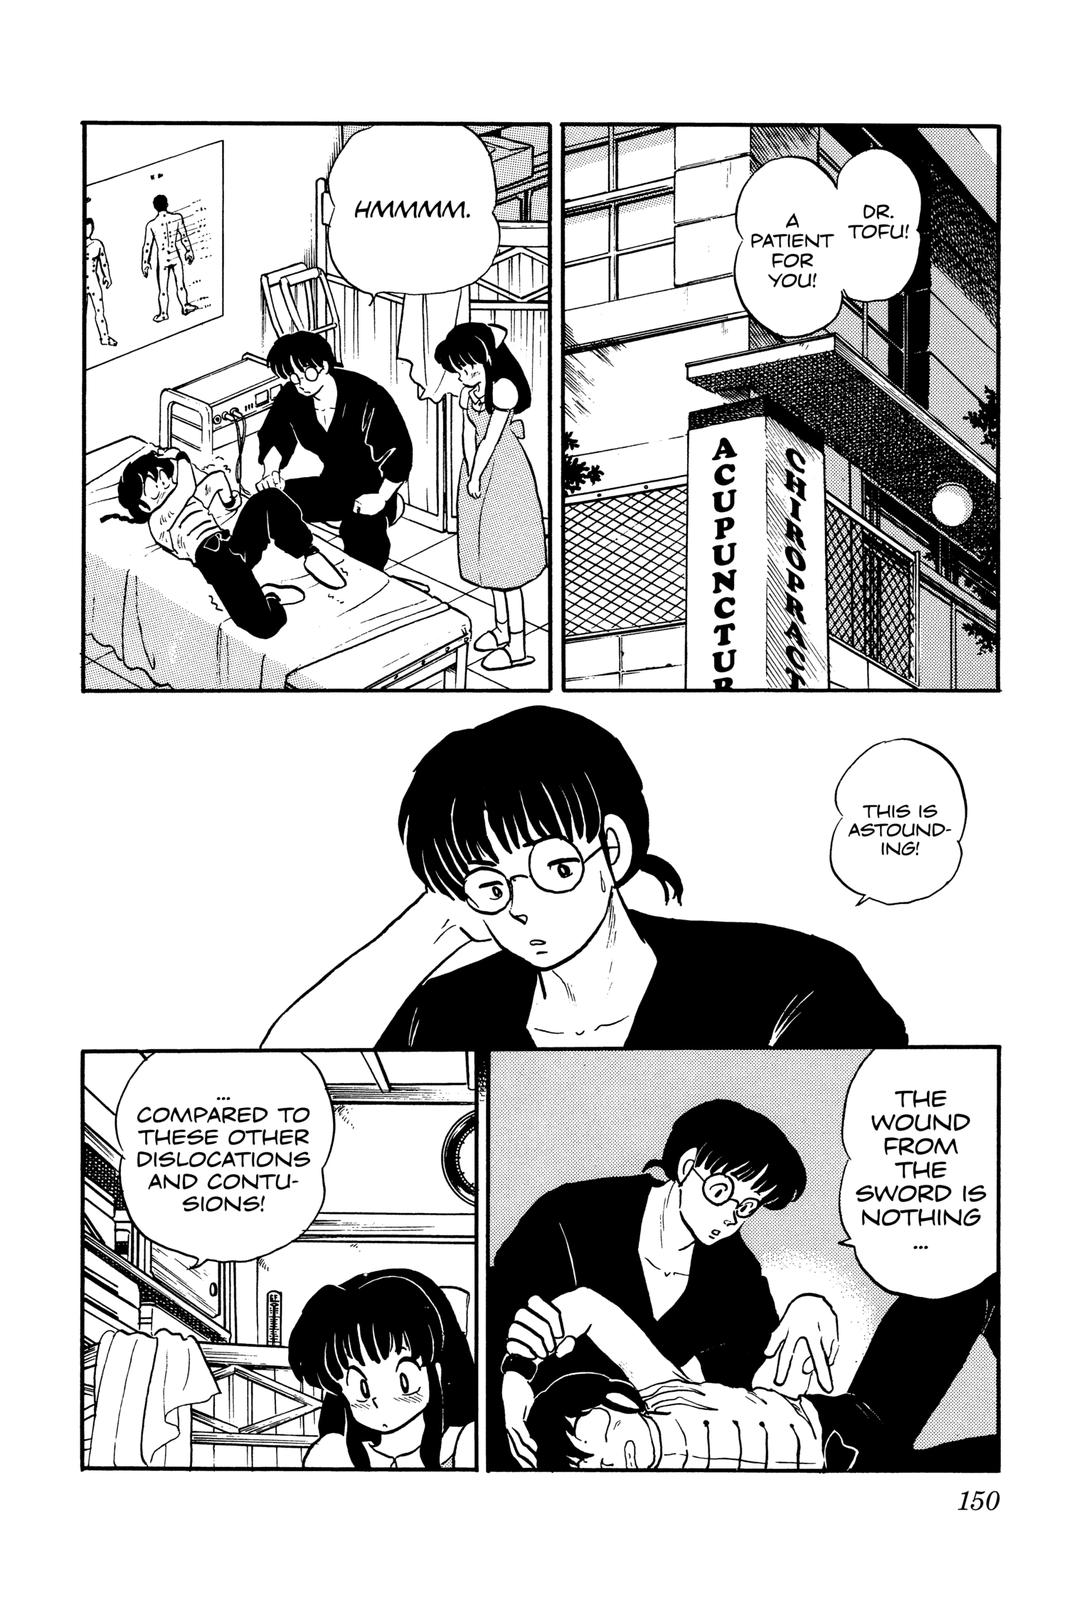 DR.
TOFU!
A
PATIENT
FOR
YOU!
ACUPUNCTUR
CHIROPRACT
HMMMM.
THIS IS
ASTOUND-
ING!
THE
WOUND
FROM
THE
SWORD IS
NOTHING
...
...
COMPARED TO
THESE OTHER
DISLOCATIONS
AND CONTU-
SIONS!
150